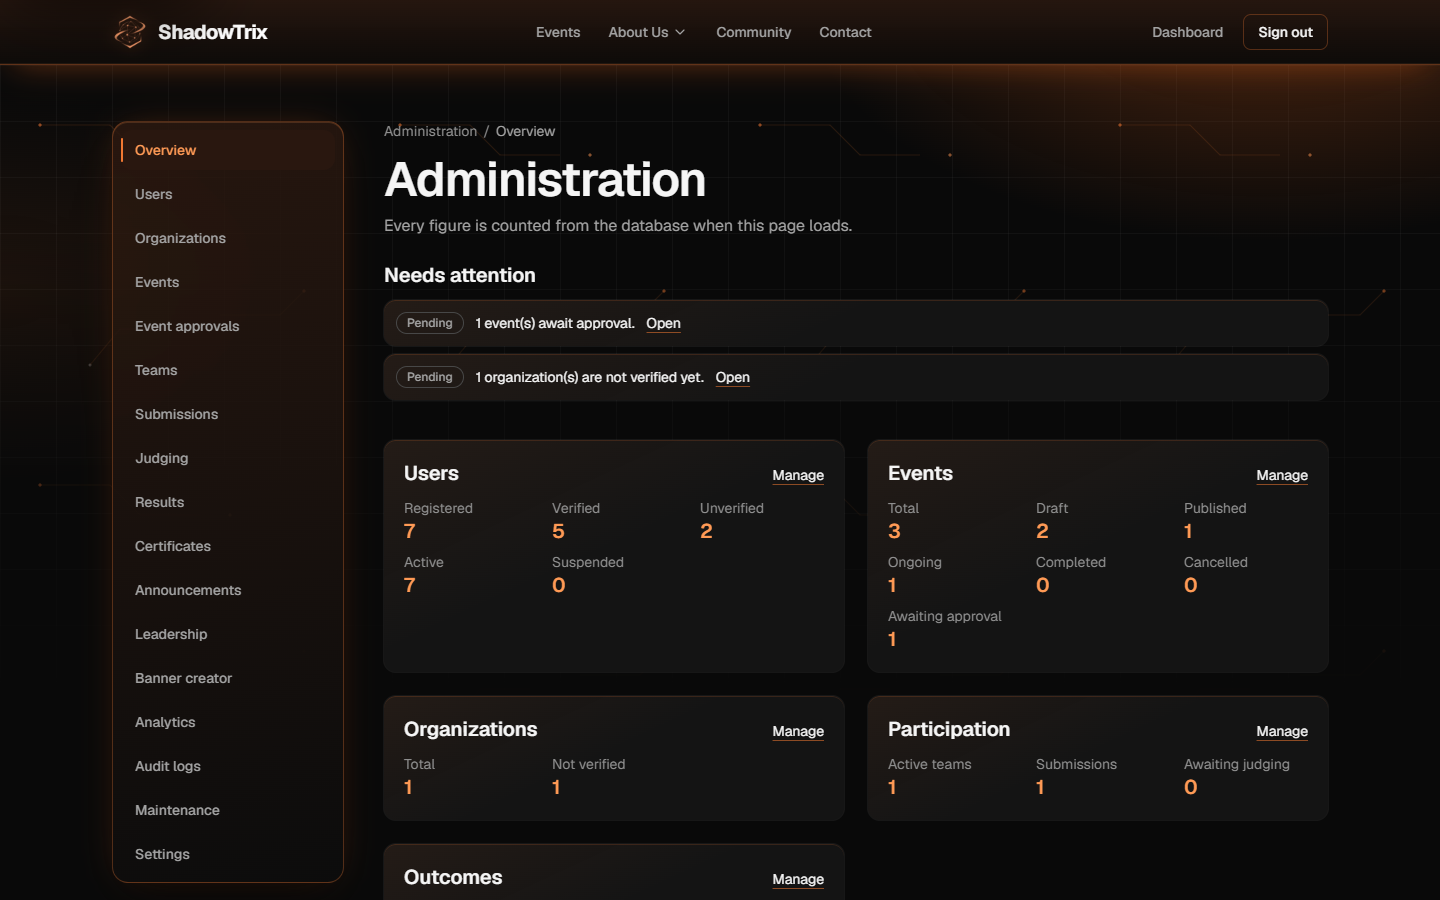 ShadowTrix
Events
About Us
Community
Contact
Dashboard
Sign out
Overview
Users
Organizations
Events
Event approvals
Teams
Submissions
Judging
Results
Certificates
Announcements
Leadership
Banner creator
Analytics
Audit logs
Maintenance
Settings
Administration / Overview
Administration
Every figure is counted from the database when this page loads.
Needs attention
Pending 1 event(s) await approval. Open
Pending 1 organization(s) are not verified yet. Open
Users Manage
Registered Verified Unverified
7 5 2
Active Suspended
7 0
Events Manage
Total Draft Published
3 2 1
Ongoing Completed Cancelled
1 0 0
Awaiting approval
1
Organizations Manage
Total Not verified
1 1
Participation Manage
Active teams Submissions Awaiting judging
1 1 0
Outcomes Manage